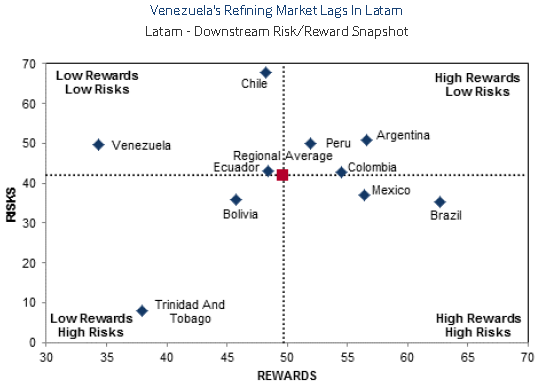 Venezuela's Refining Market Lags In Latam
Latam - Downstream Risk/Reward Snapshot
70
60
50
40
30
20
10
0
RISKS
Low Rewards
Low Risks
High Rewards
Low Risks
Chile
Venezuela
Peru
Argentina
Regional Average
Ecuador
Colombia
Bolivia
Mexico
Brazil
Trinidad And
Tobago
Low Rewards
High Risks
High Rewards
High Risks
30 35 40 45 50 55 60 65 70
REWARDS